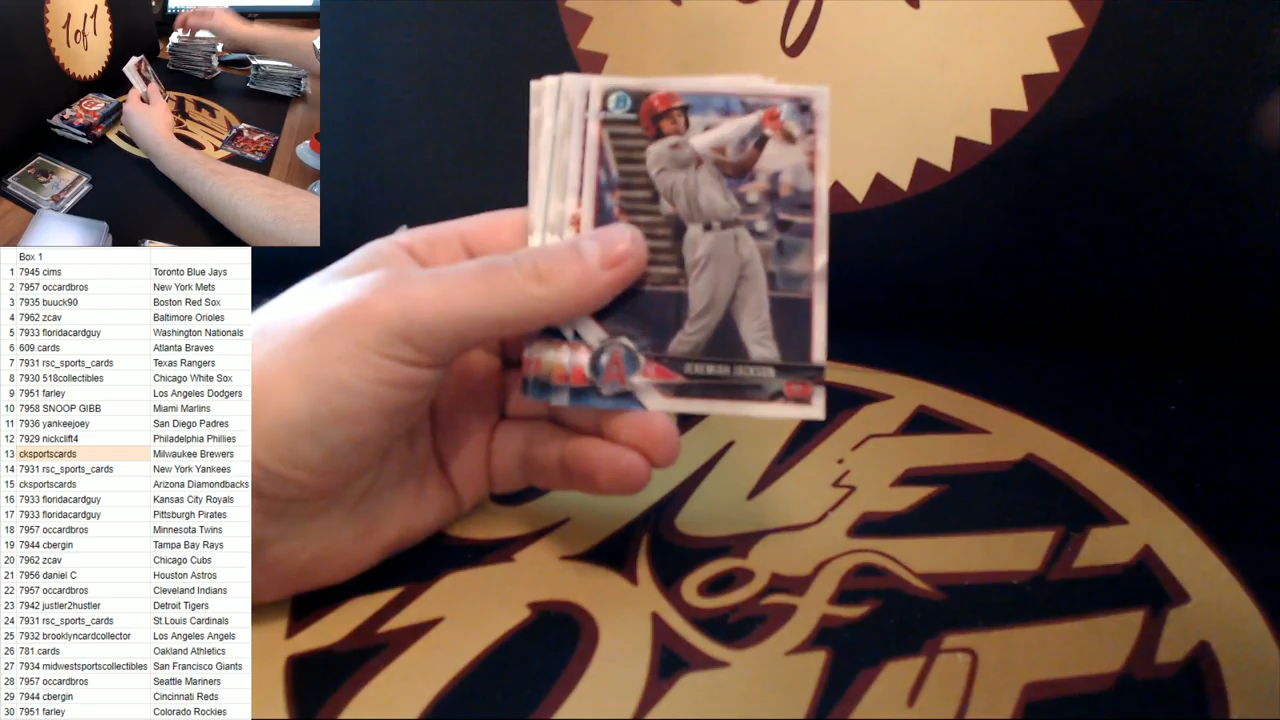 1 of 1
Box 1
1 7945 cims Toronto Blue Jays
2 7957 occardbros New York Mets
3 7935 buuck90 Boston Red Sox
4 7962 zcav Baltimore Orioles
5 7933 floridacardguy Washington Nationals
6 609 cards Atlanta Braves
7 7931 rsc_sports_cards Texas Rangers
8 7930 518collectibles Chicago White Sox
9 7951 farley Los Angeles Dodgers
10 7958 SNOOP GIBB Miami Marlins
11 7936 yankeejoey San Diego Padres
12 7929 nickclift4 Philadelphia Phillies
13 cksportscards Milwaukee Brewers
14 7931 rsc_sports_cards New York Yankees
15 cksportscards Arizona Diamondbacks
16 7933 floridacardguy Kansas City Royals
17 7933 floridacardguy Pittsburgh Pirates
18 7957 occardbros Minnesota Twins
19 7944 cbergin Tampa Bay Rays
20 7962 zcav Chicago Cubs
21 7956 daniel C Houston Astros
22 7957 occardbros Cleveland Indians
23 7942 justler2hustler Detroit Tigers
24 7931 rsc_sports_cards St.Louis Cardinals
25 7932 brooklyncardcollector Los Angeles Angels
26 781 cards Oakland Athletics
27 7934 midwestsportscollectibles San Francisco Giants
28 7957 occardbros Seattle Mariners
29 7944 cbergin Cincinnati Reds
30 7951 farley Colorado Rockies
B
A
JEREMIAH JACKSON
ONE
of
ONE